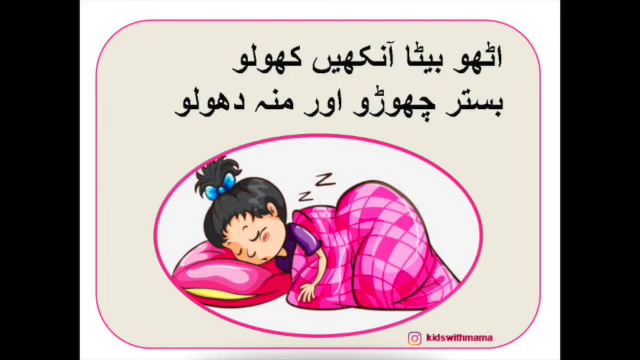 اٹھو بیٹا آنکھیں کھولو
بستر چھوڑو اور منہ دھولو
z z
kidswithmama